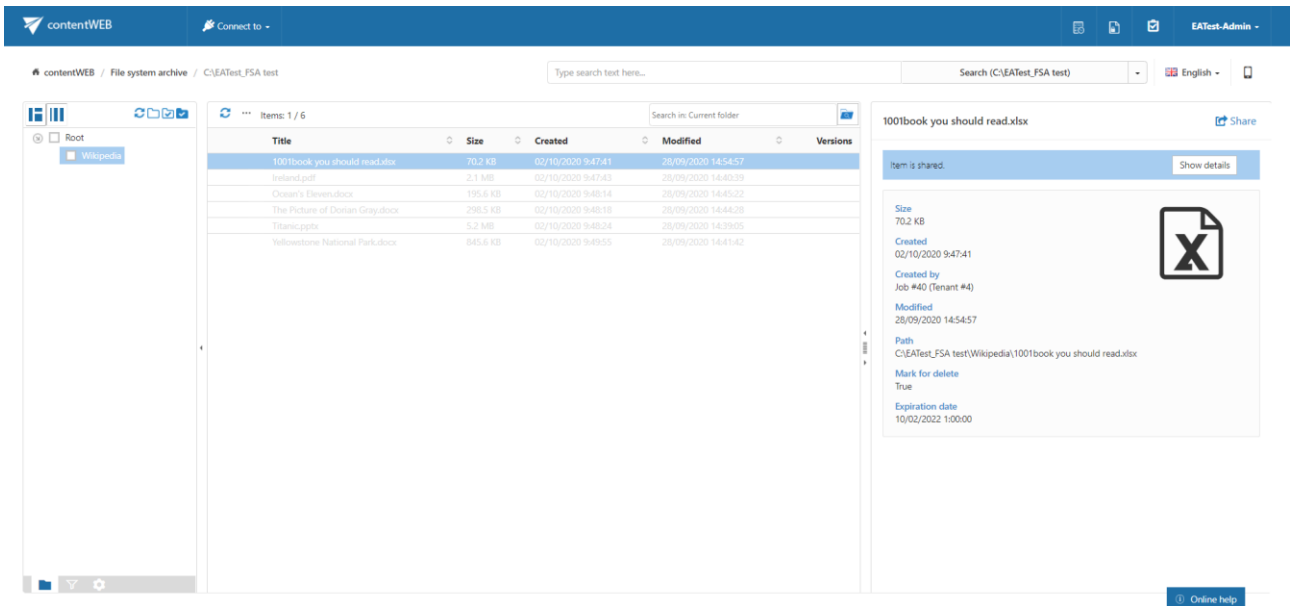 contentWEB
Connect to
EATest-Admin
contentWEB / File system archive / C:\EATest_FSA test
Type search text here...
Search (C:\EATest_FSA test)
English
Items: 1 / 6
Search in: Current folder
Root
Wikipedia
Title Size Created Modified Versions
1001book you should read.xlsx 70.2 KB 02/10/2020 9:47:41 28/09/2020 14:54:57
Ireland.pdf 2.1 MB 02/10/2020 9:47:43 28/09/2020 14:40:39
Ocean's Eleven.docx 195.6 KB 02/10/2020 9:48:14 28/09/2020 14:45:22
The Picture of Dorian Gray.docx 298.5 KB 02/10/2020 9:48:18 28/09/2020 14:44:28
Titanic.pptx 5.2 MB 02/10/2020 9:48:24 28/09/2020 14:39:05
Yellowstone National Park.docx 845.6 KB 02/10/2020 9:49:55 28/09/2020 14:41:42
1001book you should read.xlsx
Share
Item is shared.
Show details
Size
70.2 KB
Created
02/10/2020 9:47:41
Created by
Job #40 (Tenant #4)
Modified
28/09/2020 14:54:57
Path
C:\EATest_FSA test\Wikipedia\1001book you should read.xlsx
Mark for delete
True
Expiration date
10/02/2022 1:00:00
X
Online help